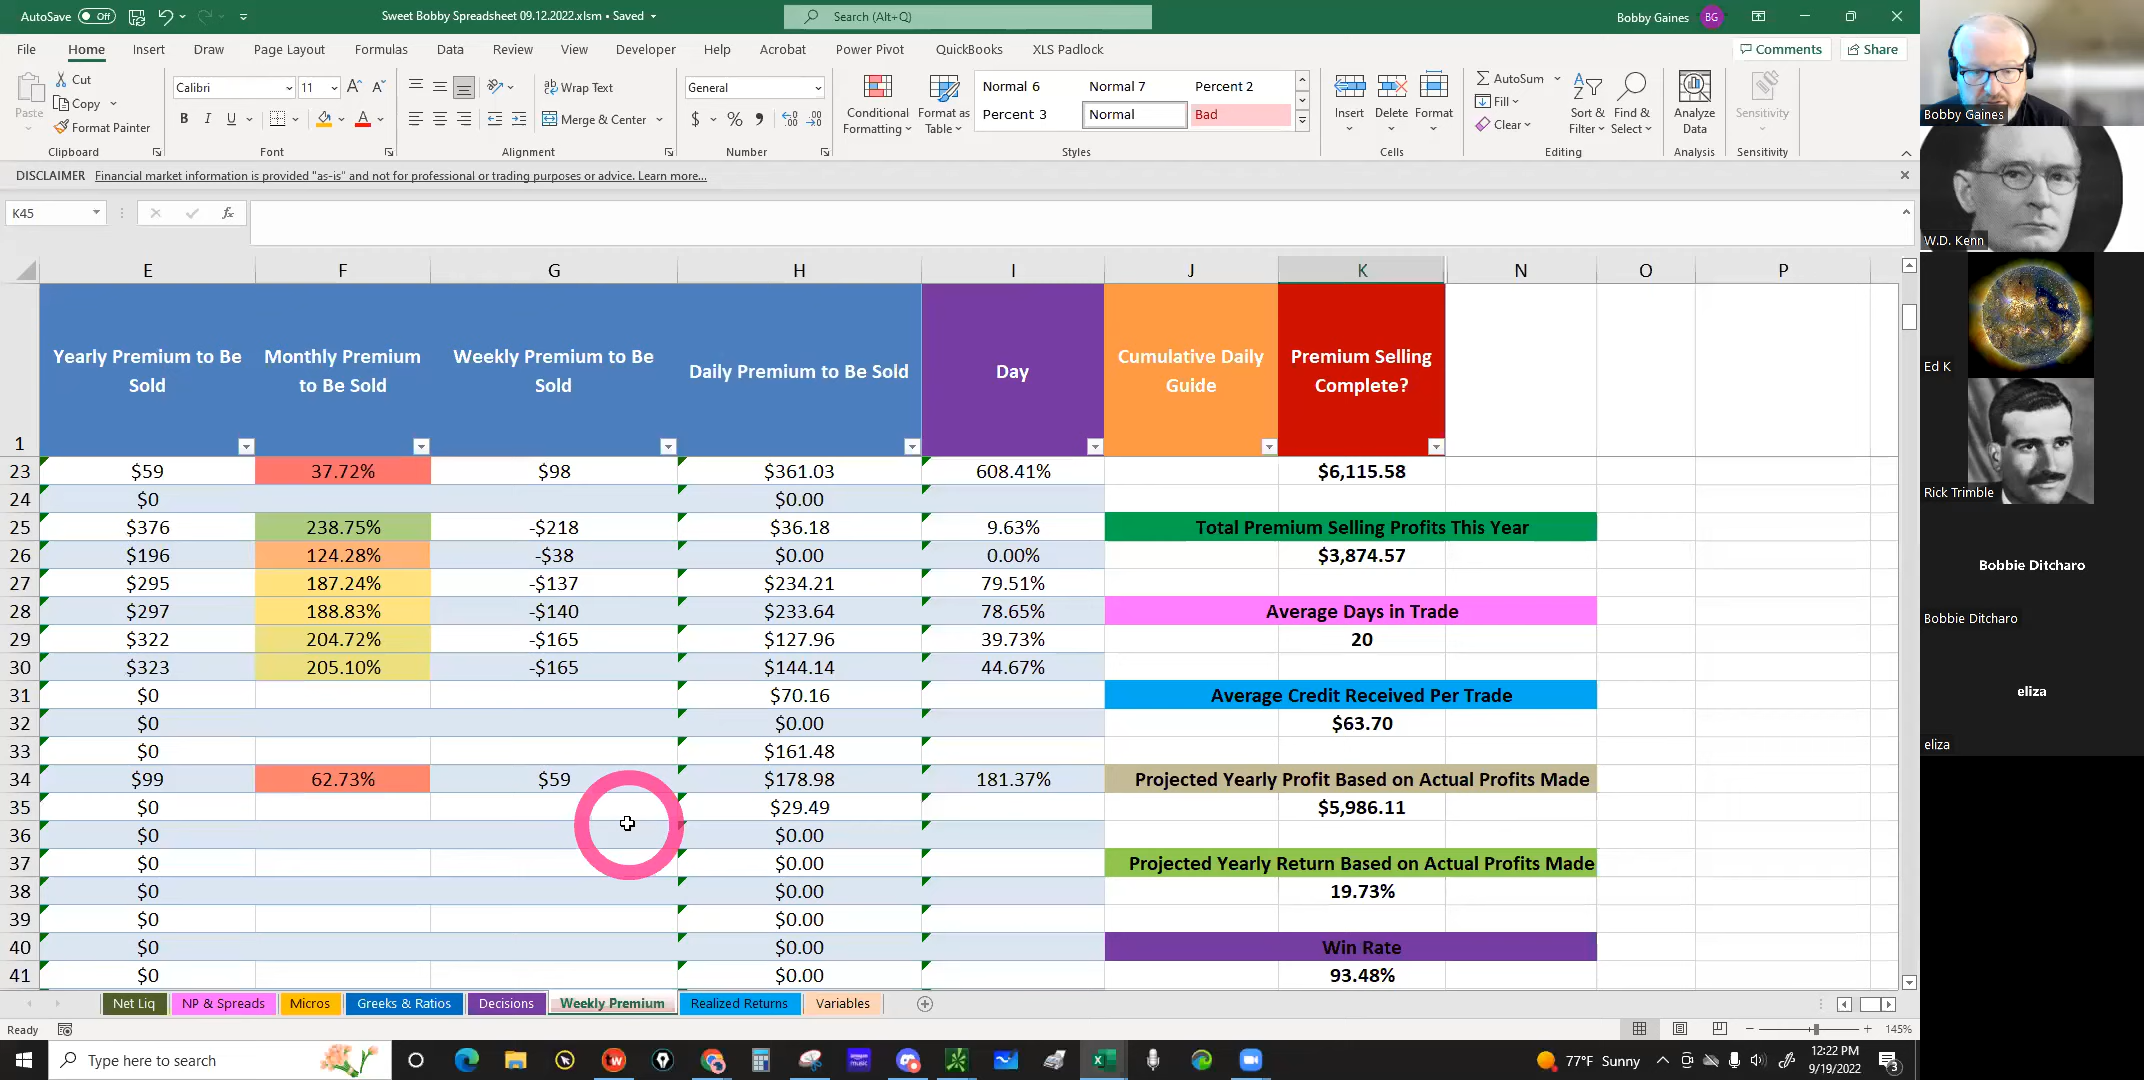 AutoSave Off Sweet Bobby Spreadsheet 09.12.2022.xlsm • Saved Search (Alt+Q) Bobby Gaines BG
File Home Insert Draw Page Layout Formulas Data Review View Developer Help Acrobat Power Pivot QuickBooks XLS Padlock Comments Share
Cut Calibri 11 Wrap Text General Normal 6 Normal 7 Percent 2 AutoSum
Paste Copy Conditional Formatting Format as Table Insert Delete Format Fill Sort & Filter Find & Select Analyze Data Sensitivity
Format Painter B I U Merge & Center $ % Percent 3 Normal Bad Clear
Clipboard Font Alignment Number Styles Cells Editing Analysis Sensitivity
Bobby Gaines
DISCLAIMER Financial market information is provided "as-is" and not for professional or trading purposes or advice. Learn more...
K45 fx
W.D. Kenn
E F G H I J K N O P
Yearly Premium to Be Sold Monthly Premium to Be Sold Weekly Premium to Be Sold Daily Premium to Be Sold Day Cumulative Daily Guide Premium Selling Complete?
1
Ed K
23 $59 37.72% $98 $361.03 608.41% $6,115.58
24 $0 $0.00
Rick Trimble
25 $376 238.75% -$218 $36.18 9.63% Total Premium Selling Profits This Year
26 $196 124.28% -$38 $0.00 0.00% $3,874.57
Bobbie Ditcharo
27 $295 187.24% -$137 $234.21 79.51%
28 $297 188.83% -$140 $233.64 78.65% Average Days in Trade
Bobbie Ditcharo
29 $322 204.72% -$165 $127.96 39.73% 20
30 $323 205.10% -$165 $144.14 44.67%
31 $0 $70.16 Average Credit Received Per Trade
eliza
32 $0 $0.00 $63.70
33 $0 $161.48
eliza
34 $99 62.73% $59 $178.98 181.37% Projected Yearly Profit Based on Actual Profits Made
35 $0 $29.49 $5,986.11
36 $0 $0.00
37 $0 $0.00 Projected Yearly Return Based on Actual Profits Made
38 $0 $0.00 19.73%
39 $0 $0.00
40 $0 $0.00 Win Rate
41 $0 $0.00 93.48%
Net Liq NP & Spreads Micros Greeks & Ratios Decisions Weekly Premium Realized Returns Variables
Ready 145%
Type here to search 77°F Sunny 12:22 PM
9/19/2022 3